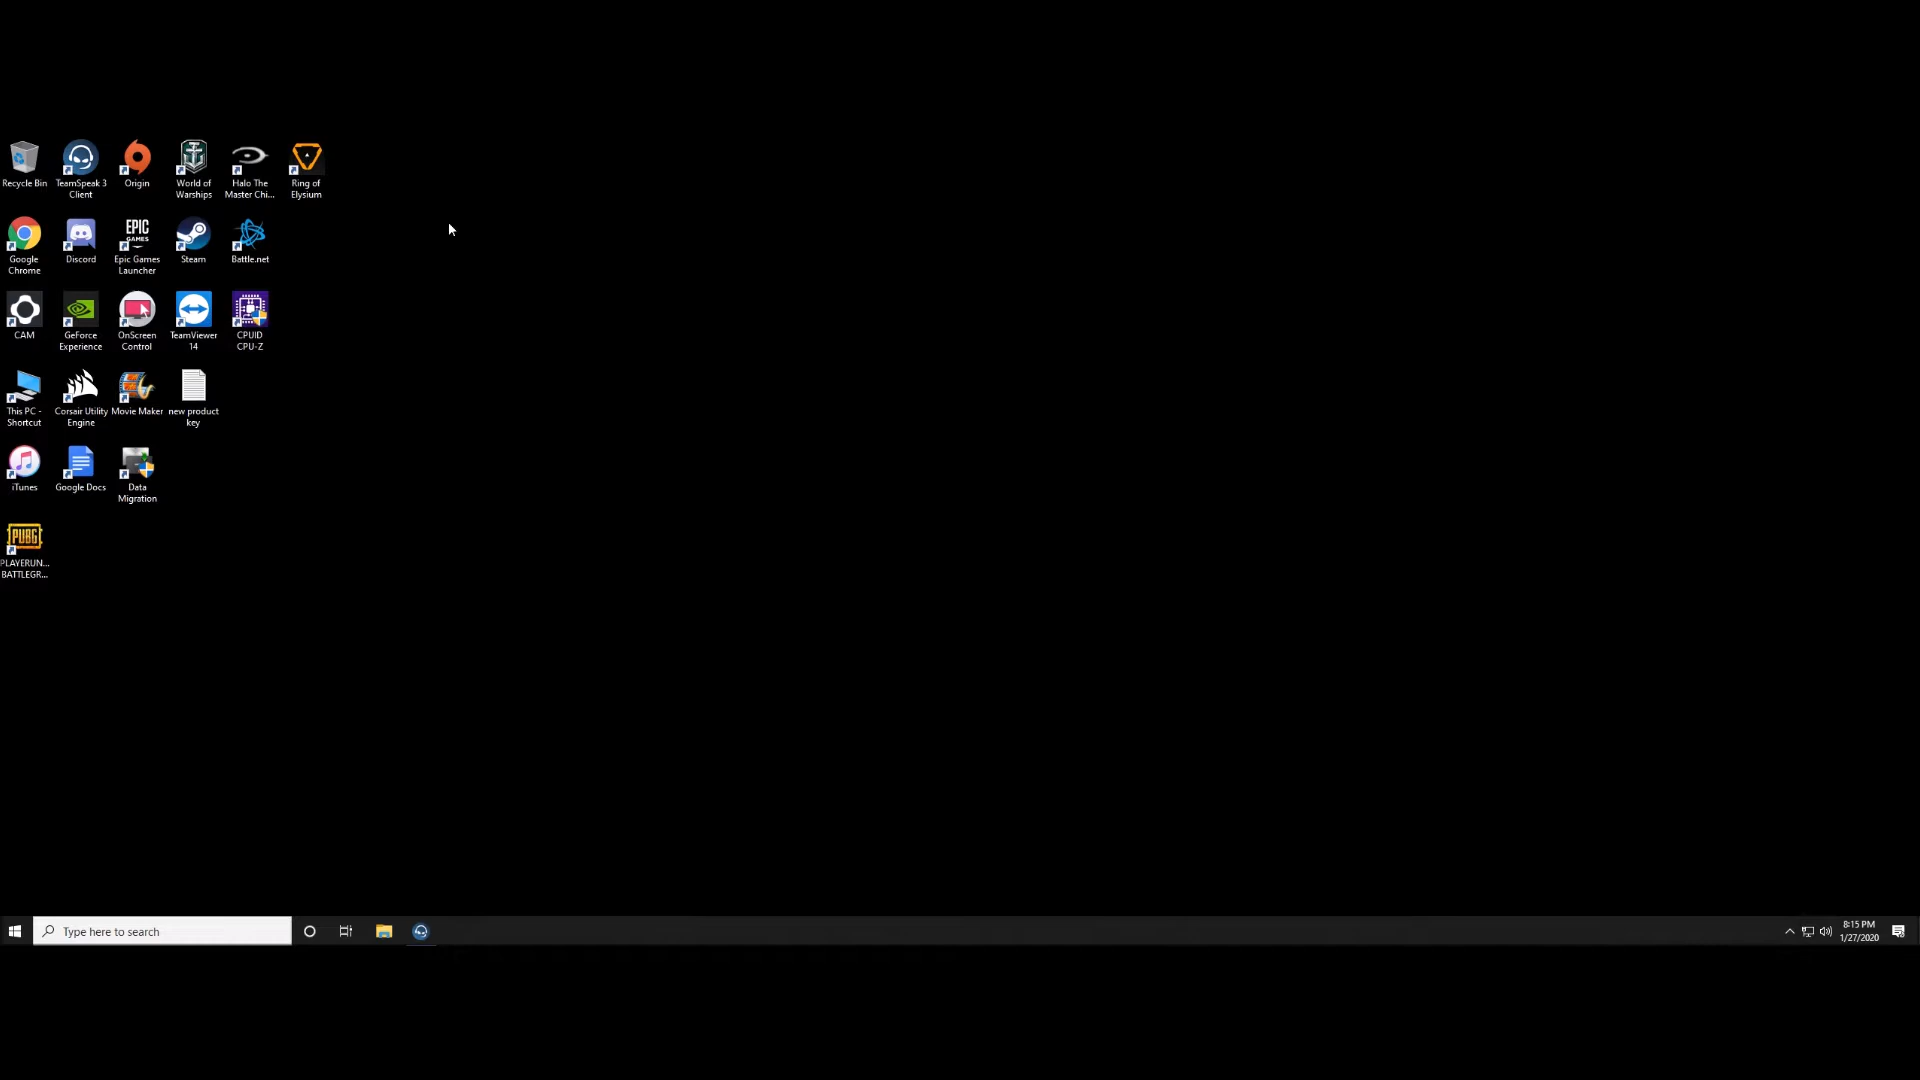 Recycle Bin
TeamSpeak 3
Client
Origin
World of
Warships
Halo The
Master Chi...
Ring of
Elysium
Google
Chrome
Discord
EPIC
GAMES
Epic Games
Launcher
Steam
Battle.net
CAM
GeForce
Experience
OnScreen
Control
TeamViewer
14
CPUID
CPU-Z
This PC -
Shortcut
Corsair Utility
Engine
Movie Maker
new product
key
iTunes
Google Docs
Data
Migration
PUBG
PLAYERUN...
BATTLEGR...
Type here to search
8:15 PM
1/27/2020